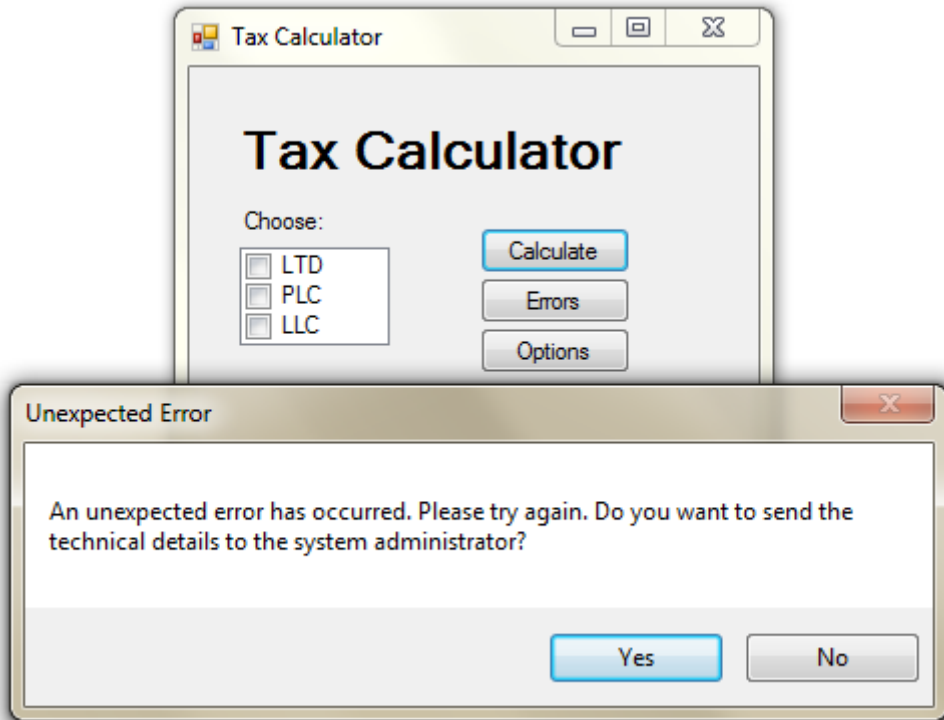 Tax Calculator
Tax Calculator
Choose:
LTD
PLC
LLC
Calculate
Errors
Options
Unexpected Error
An unexpected error has occurred. Please try again. Do you want to send the
technical details to the system administrator?
Yes
No